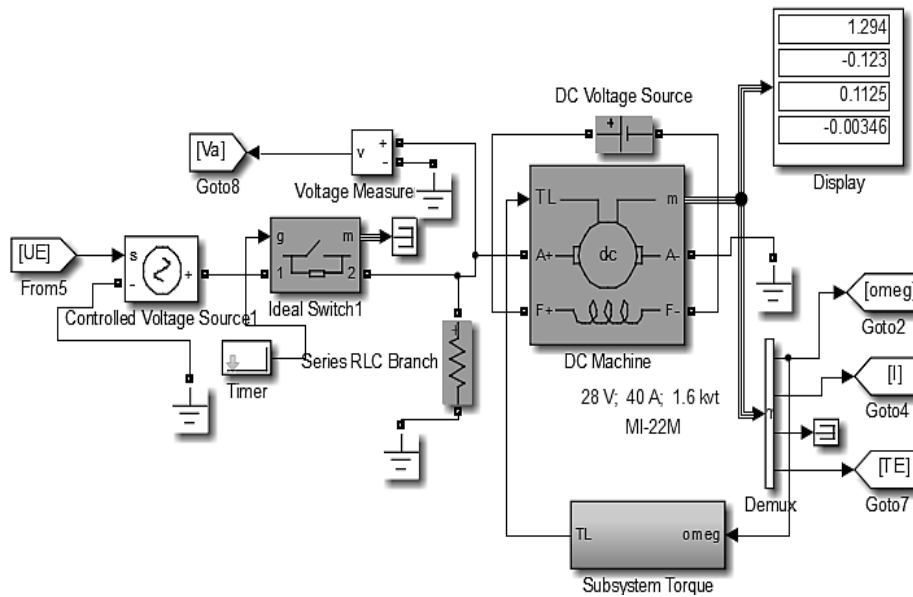 1.294
-0.123
0.1125
-0.00346
Display
DC Voltage Source
+
[Va]
Goto8
v
+
-
Voltage Measure
TL
m
A+
dc
A-
F+
F-
DC Machine
[UE]
From5
s
-
+
Controlled Voltage Source1
g
m
1
2
Ideal Switch1
Timer
Series RLC Branch
+
28 V; 40 A; 1.6 kvt
MI-22M
[omeg]
Goto2
[I]
Goto4
[TE]
Goto7
m
Demux
TL
omeg
Subsystem Torque